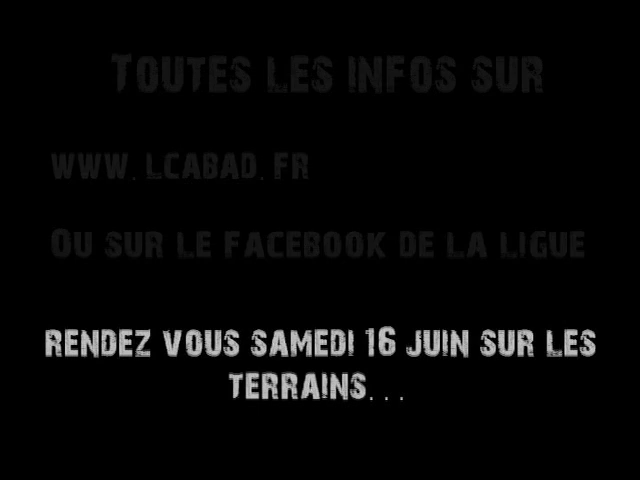 Toutes les infos sur
www.lcabad.fr
Ou sur le facebook de la ligue
rendez vous samedi 16 juin sur les
terrains...